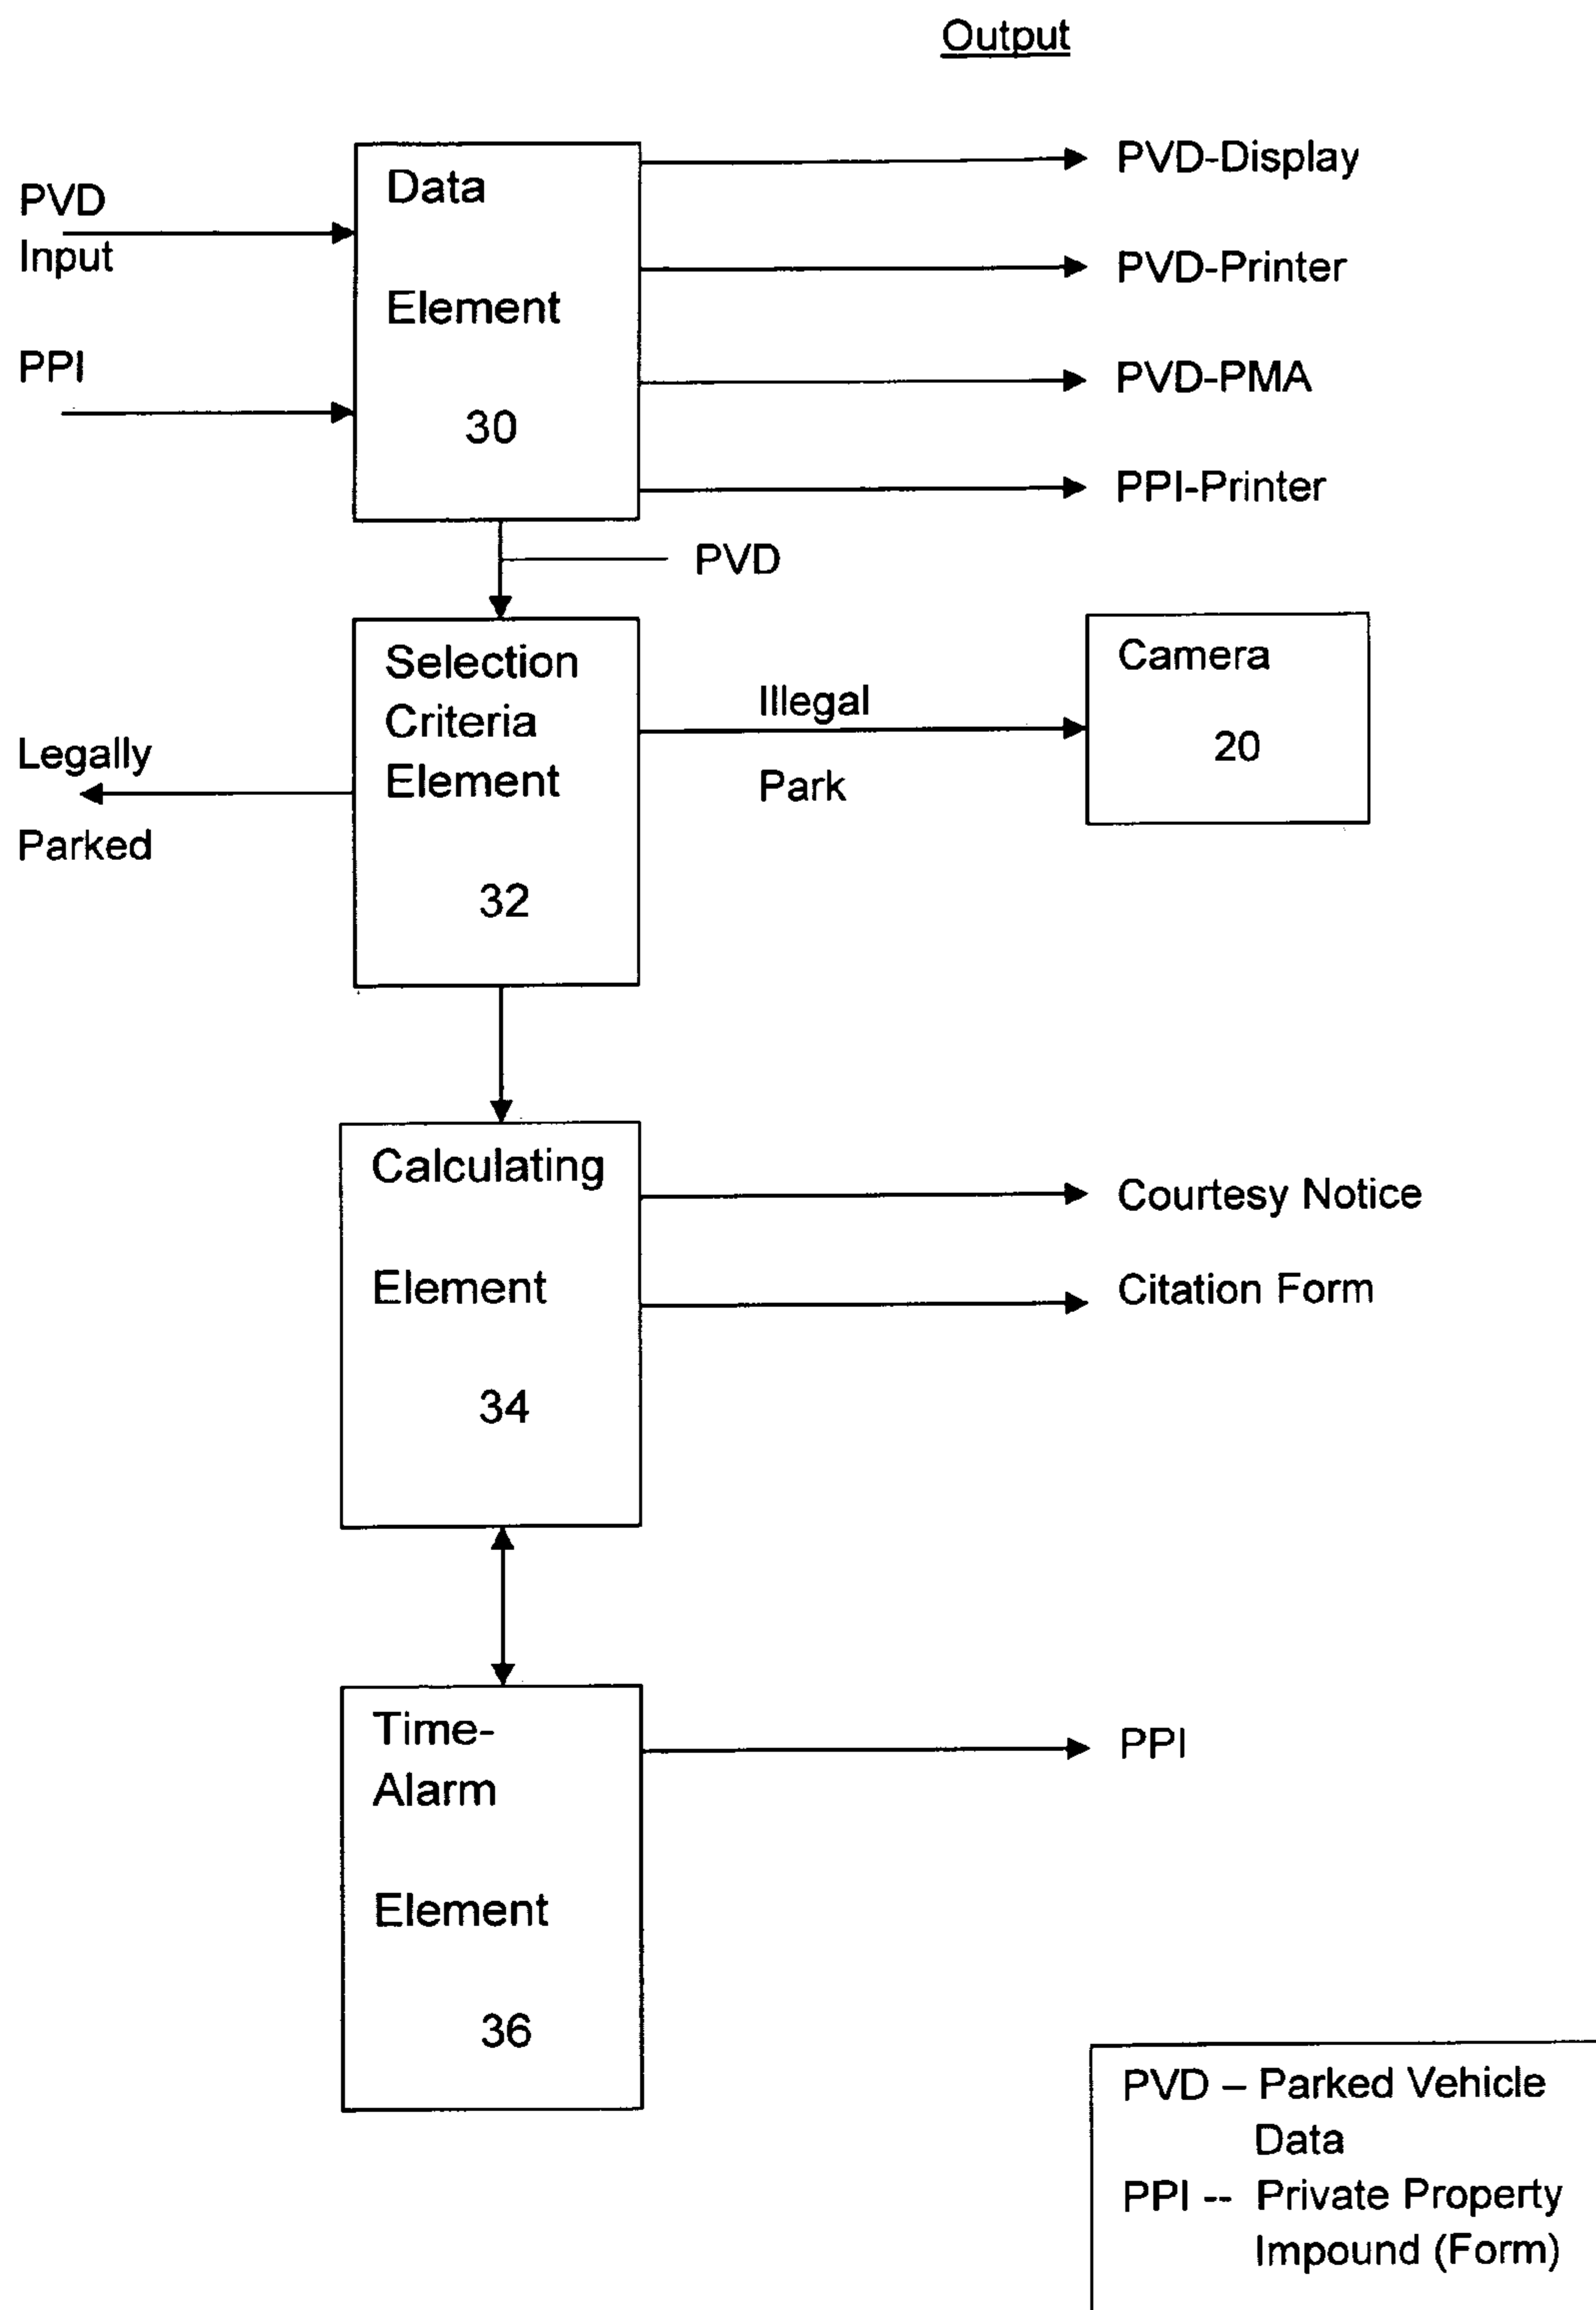 Output
PVD
Input
PPI
Data
Element
30
PVD-Display
PVD-Printer
PVD-PMA
PPI-Printer
PVD
Selection
Criteria
Element
32
Legally
Parked
Illegal
Park
Camera
20
Calculating
Element
34
Courtesy Notice
Citation Form
Time-
Alarm
Element
36
PPI
PVD – Parked Vehicle
Data
PPI -- Private Property
Impound (Form)